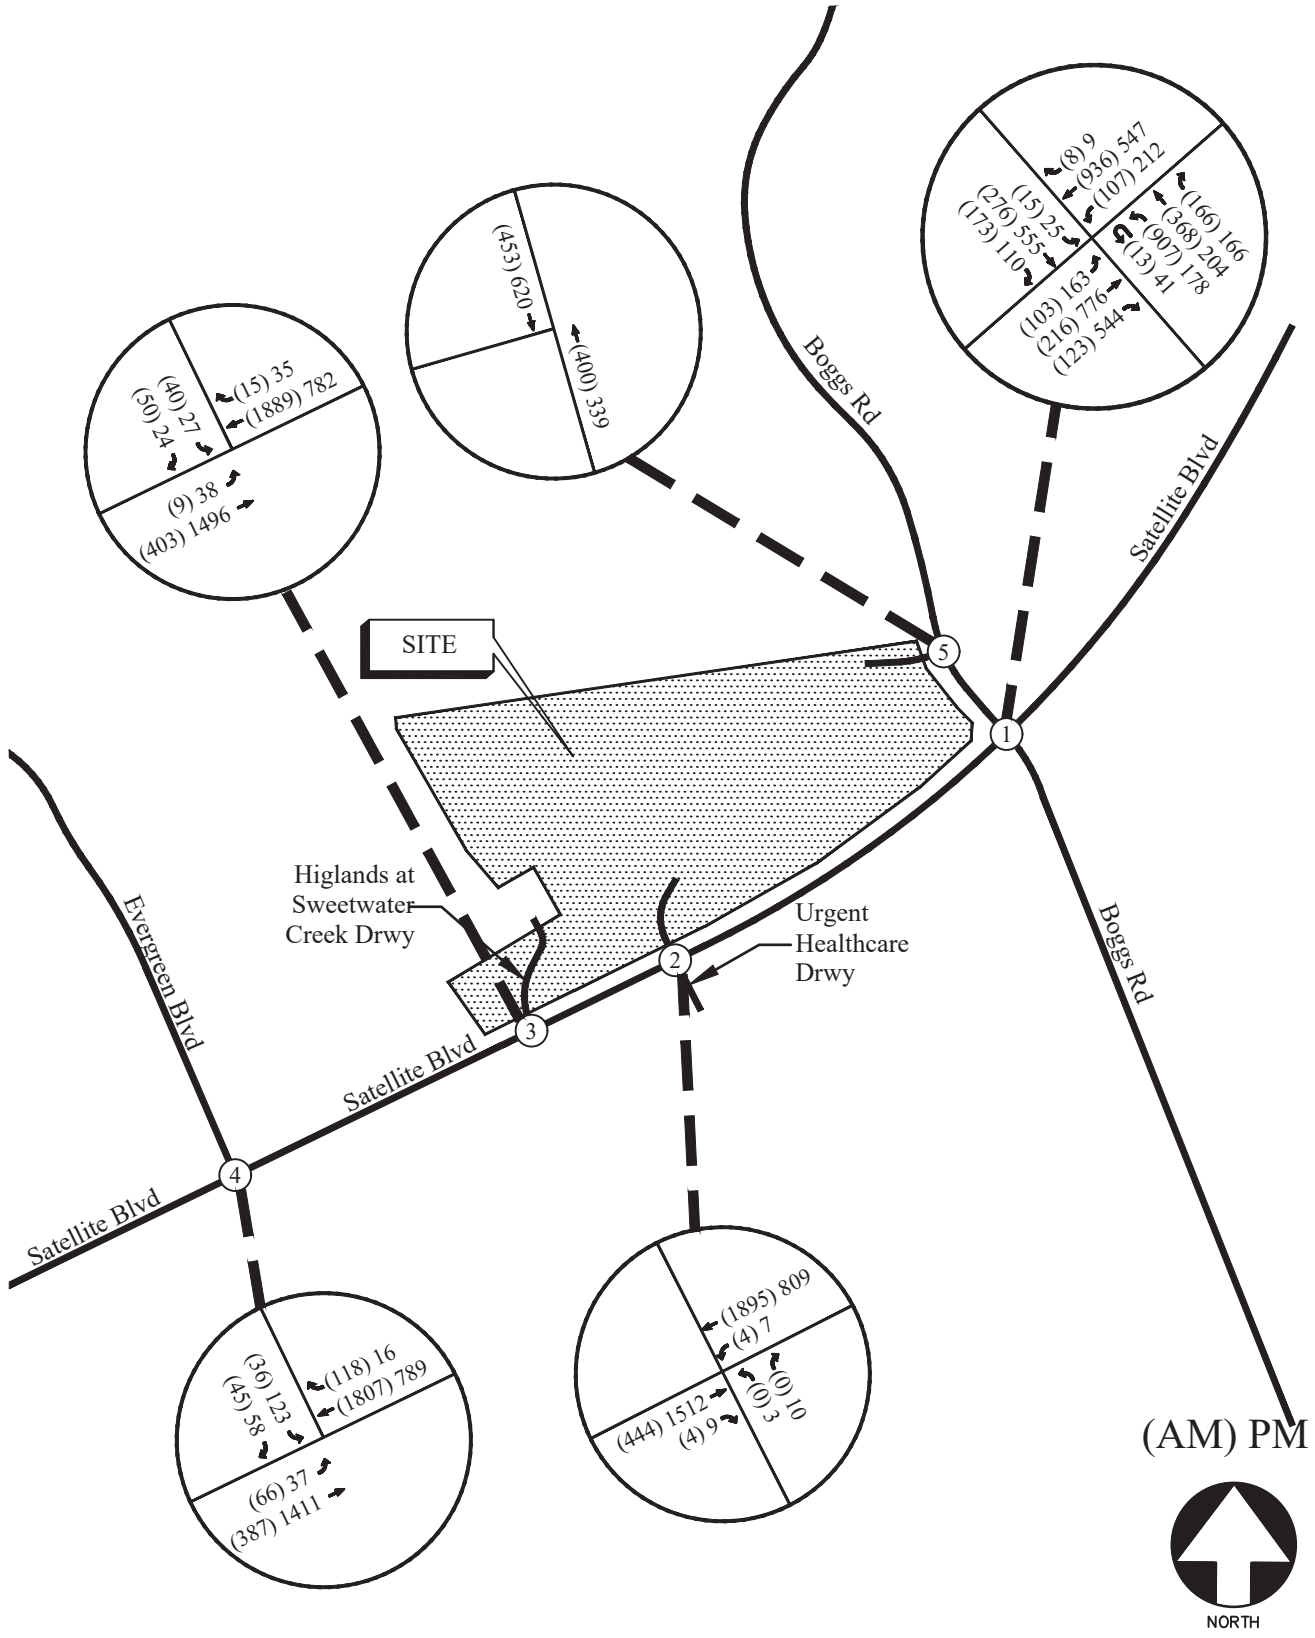 (8) 9
(936) 547
(107) 212
(15) 25
(276) 555
(173) 110
(166) 166
(368) 204
(907) 178
(13) 41
(103) 163
(216) 776
(123) 544
(453) 620
(400) 339
(15) 35
(1889) 782
(40) 27
(50) 24
(9) 38
(403) 1496
Boggs Rd
Satellite Blvd
SITE
5
1
Higlands at
Sweetwater
Creek Drwy
Urgent
Healthcare
Drwy
2
3
Evergreen Blvd
Satellite Blvd
Boggs Rd
4
Satellite Blvd
(118) 16
(1807) 789
(36) 123
(45) 58
(66) 37
(387) 1411
(1895) 809
(4) 7
(444) 1512
(4) 9
(0) 10
(0) 3
(AM) PM
NORTH